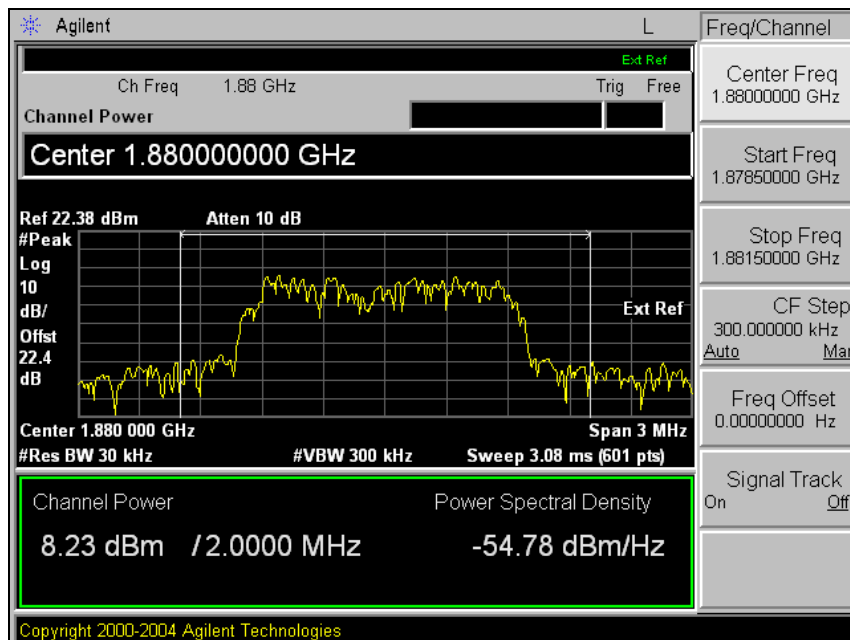 Agilent L Freq/Channel
Ext Ref
Ch Freq 1.88 GHz Trig Free
Channel Power
Center 1.880000000 GHz
Ref 22.38 dBm Atten 10 dB
#Peak
Log
10
dB/
Offst
22.4
dB
Ext Ref
Center 1.880 000 GHz Span 3 MHz
#Res BW 30 kHz #VBW 300 kHz Sweep 3.08 ms (601 pts)
Channel Power Power Spectral Density
8.23 dBm /2.0000 MHz -54.78 dBm/Hz
Copyright 2000-2004 Agilent Technologies
Center Freq
1.88000000 GHz
Start Freq
1.87850000 GHz
Stop Freq
1.88150000 GHz
CF Step
300.000000 kHz
Auto Man
Freq Offset
0.00000000 Hz
Signal Track
On Off